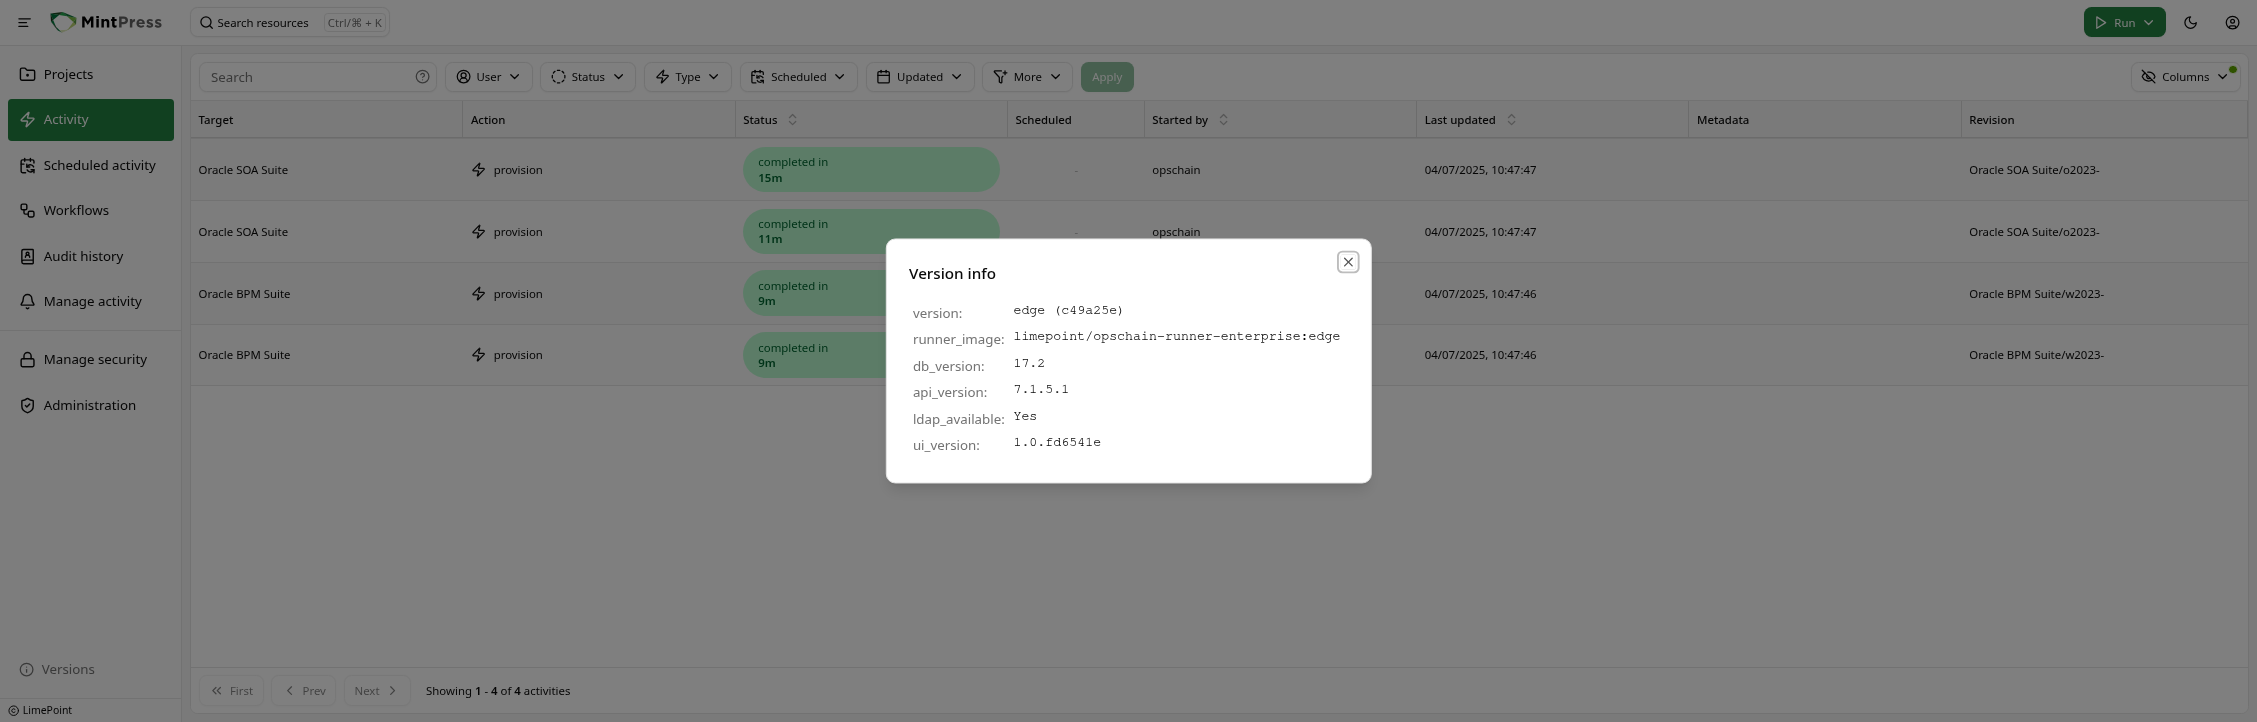 MintPress
Search resources Ctrl/⌘ + K
Run
Projects
Activity
Scheduled activity
Workflows
Audit history
Manage activity
Manage security
Administration
Versions
© LimePoint
Search User Status Type Scheduled Updated More Apply Columns
Target Action Status Scheduled Started by Last updated Metadata Revision
Oracle SOA Suite provision completed in 15m - opschain 04/07/2025, 10:47:47 Oracle SOA Suite/o2023-
Oracle SOA Suite provision completed in 11m - opschain 04/07/2025, 10:47:47 Oracle SOA Suite/o2023-
Oracle BPM Suite provision completed in 9m 04/07/2025, 10:47:46 Oracle BPM Suite/w2023-
Oracle BPM Suite provision completed in 9m 04/07/2025, 10:47:46 Oracle BPM Suite/w2023-
Version info
version: edge (c49a25e)
runner_image: limepoint/opschain-runner-enterprise:edge
db_version: 17.2
api_version: 7.1.5.1
ldap_available: Yes
ui_version: 1.0.fd6541e
First Prev Next Showing 1 - 4 of 4 activities